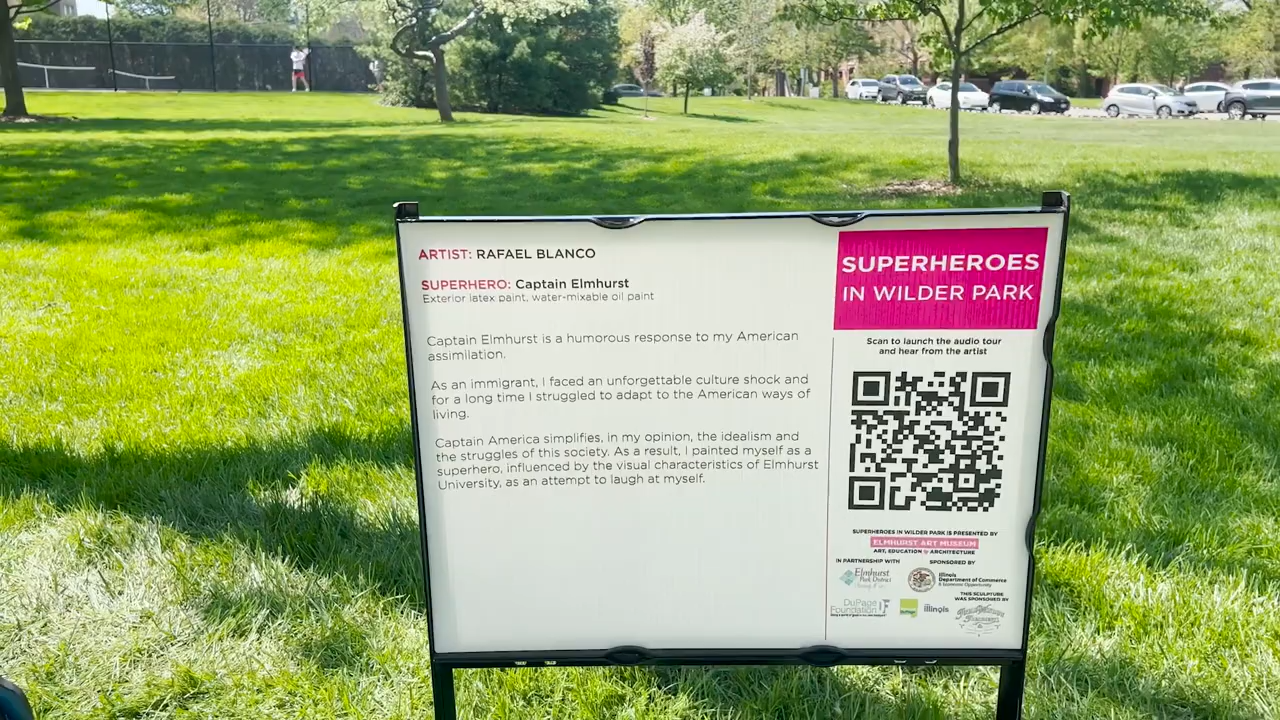 ARTIST: RAFAEL BLANCO
SUPERHERO: Captain Elmhurst
Exterior latex paint, water-mixable oil paint
Captain Elmhurst is a humorous response to my American
assimilation.
As an immigrant, I faced an unforgettable culture shock and
for a long time I struggled to adapt to the American ways of
living.
Captain America simplifies, in my opinion, the idealism and
the struggles of this society. As a result, I painted myself as a
superhero, influenced by the visual characteristics of Elmhurst
University, as an attempt to laugh at myself.
SUPERHEROES
IN WILDER PARK
Scan to launch the audio tour
and hear from the artist
SUPERHEROES IN WILDER PARK IS PRESENTED BY
ELMHURST ART MUSEUM
ART, EDUCATION & ARCHITECTURE
IN PARTNERSHIP WITH
SPONSORED BY
Elmhurst
Park District
Illinois
Department of Commerce
& Economic Opportunity
THIS SCULPTURE
WAS SPONSORED BY
DuPage
Foundation
illinois